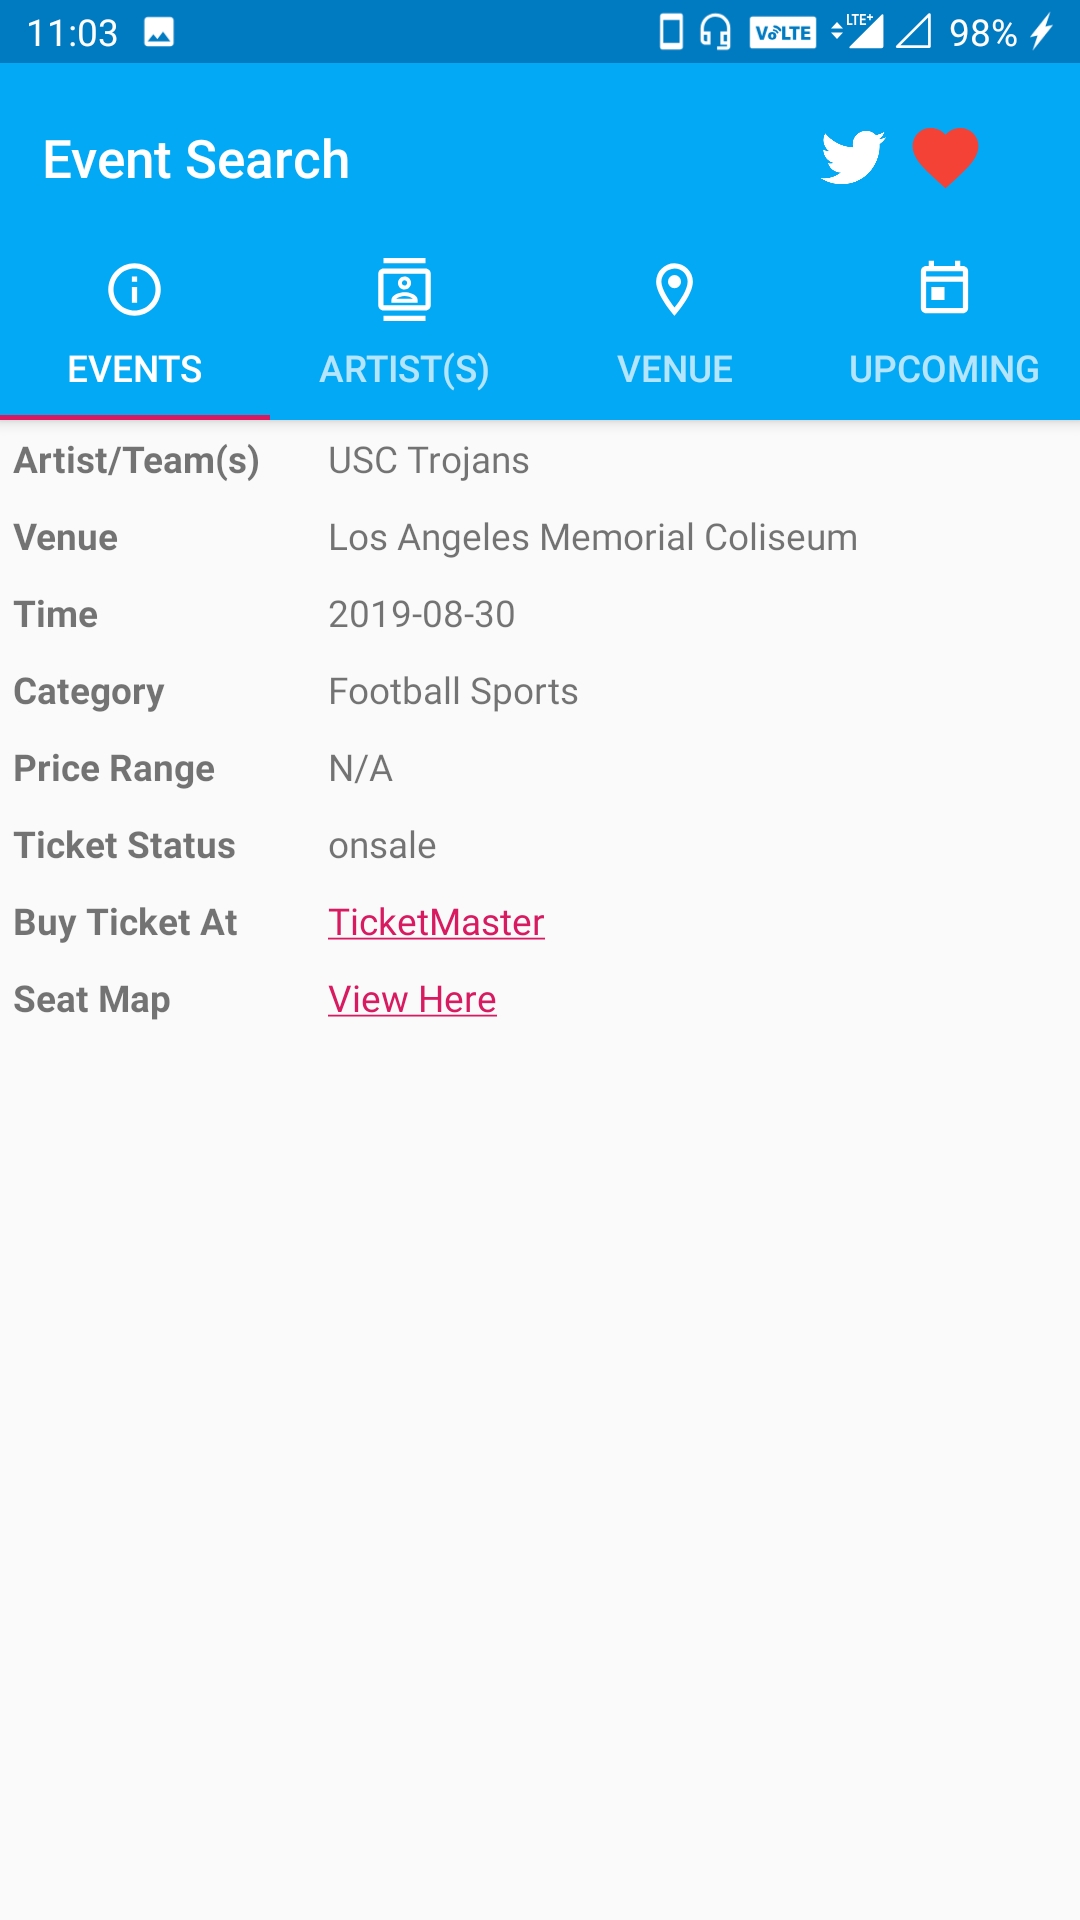 11:03 VoLTE LTE+ 98%
Event Search
EVENTS ARTIST(S) VENUE UPCOMING
Artist/Team(s) USC Trojans
Venue Los Angeles Memorial Coliseum
Time 2019-08-30
Category Football Sports
Price Range N/A
Ticket Status onsale
Buy Ticket At TicketMaster
Seat Map View Here